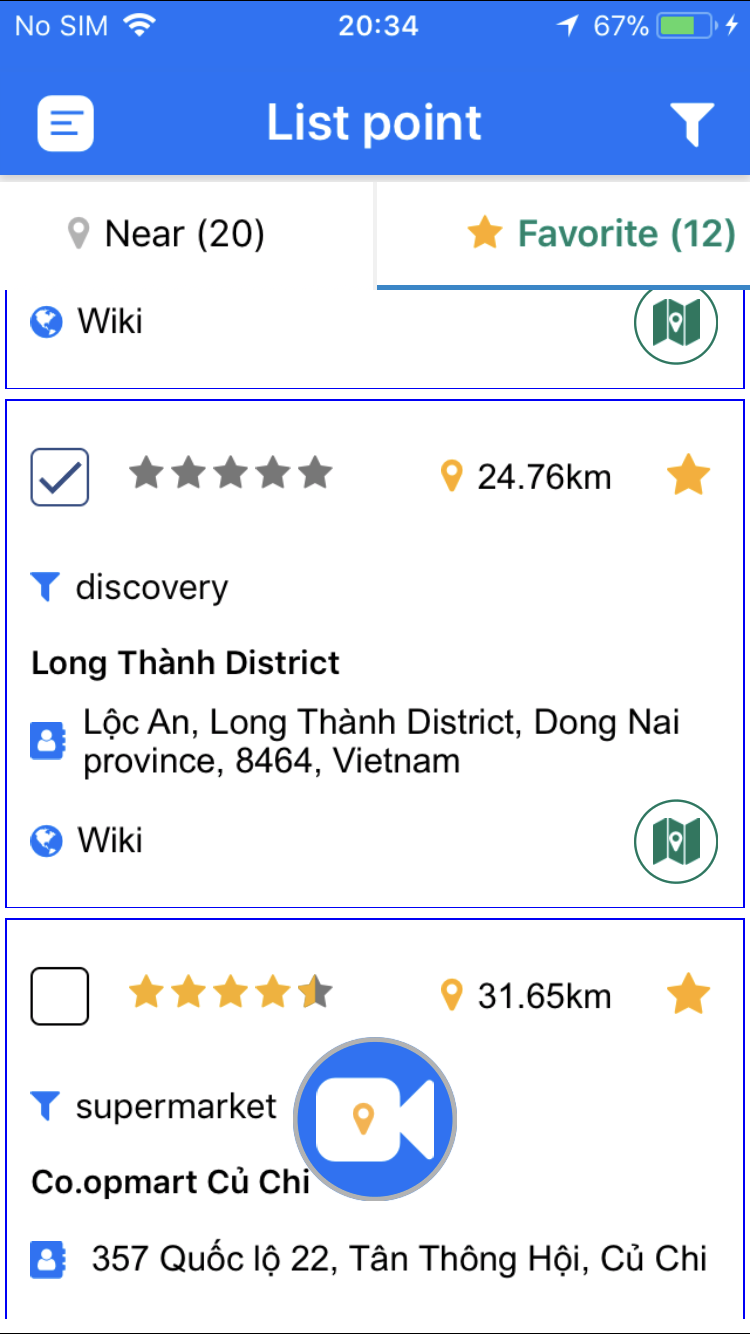 No SIM 20:34 67%
List point
Near (20) Favorite (12)
Wiki
24.76km
discovery
Long Thành District
Lộc An, Long Thành District, Dong Nai
province, 8464, Vietnam
Wiki
31.65km
supermarket
Co.opmart Củ Chi
357 Quốc lộ 22, Tân Thông Hội, Củ Chi